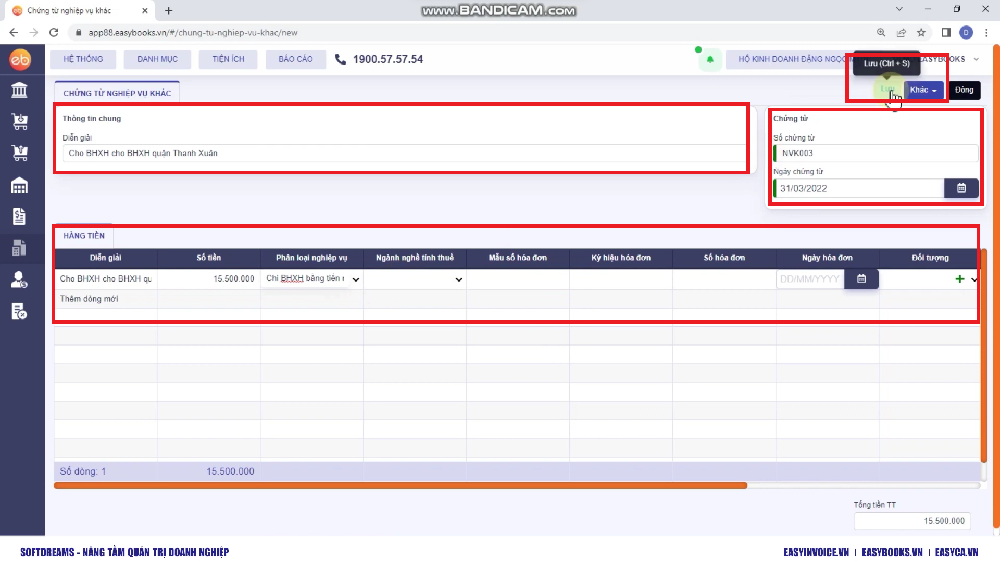 Chứng từ nghiệp vụ khác
www.BANDICAM.com
app88.easybooks.vn/#/chung-tu-nghiep-vu-khac/new
D
eb
HỆ THỐNG
DANH MỤC
TIỆN ÍCH
BÁO CÁO
1900.57.57.54
HỘ KINH DOANH ĐẶNG NGỌC
EASYBOOKS
Lưu (Ctrl + S)
Lưu
Khác
Đóng
CHỨNG TỪ NGHIỆP VỤ KHÁC
Thông tin chung
Diễn giải
Cho BHXH cho BHXH quận Thanh Xuân
Chứng từ
Số chứng từ
NVK003
Ngày chứng từ
31/03/2022
HÀNG TIỀN
Diễn giải
Số tiền
Phân loại nghiệp vụ
Ngành nghề tính thuế
Mẫu số hóa đơn
Ký hiệu hóa đơn
Số hóa đơn
Ngày hóa đơn
Đối tượng
Cho BHXH cho BHXH qu
15.500.000
Chi BHXH bằng tiền
DD/MM/YYYY
Thêm dòng mới
Số dòng: 1
15.500.000
Tổng tiền TT
15.500.000
SOFTDREAMS - NÂNG TẦM QUẢN TRỊ DOANH NGHIỆP
EASYINVOICE.VN | EASYBOOKS.VN | EASYCA.VN